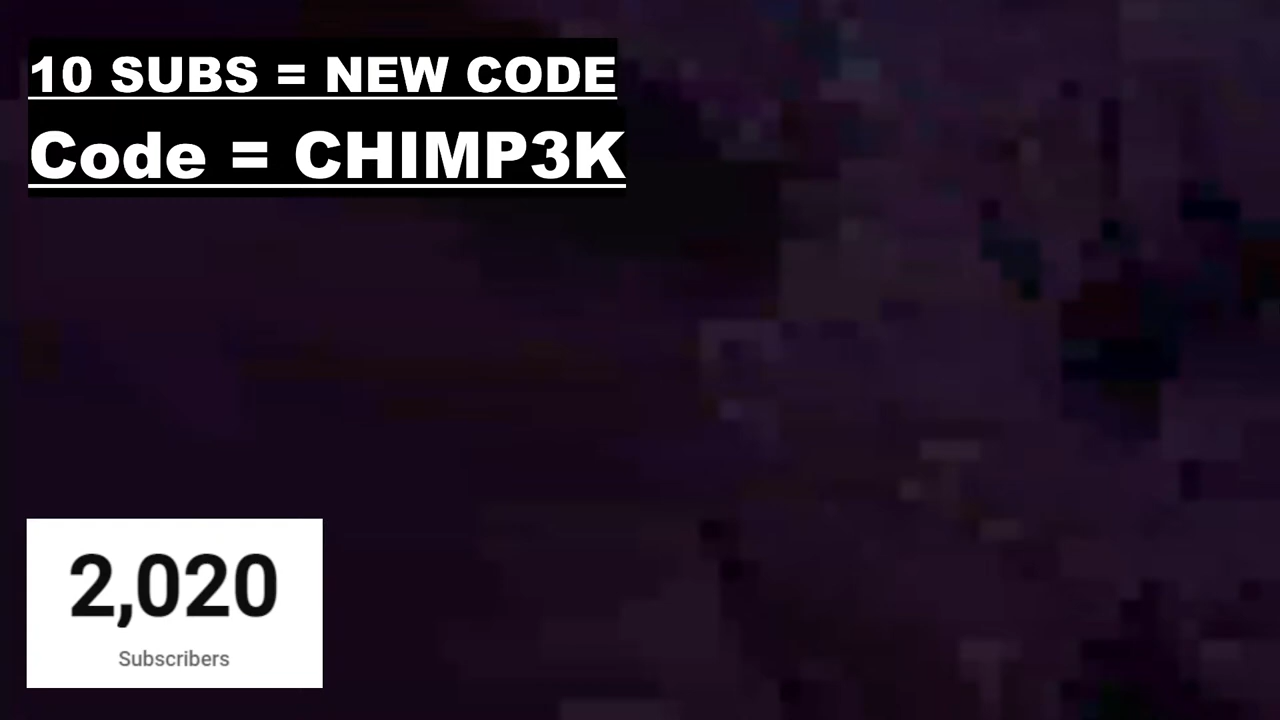 10 SUBS = NEW CODE
Code = CHIMP3K
2,020
Subscribers